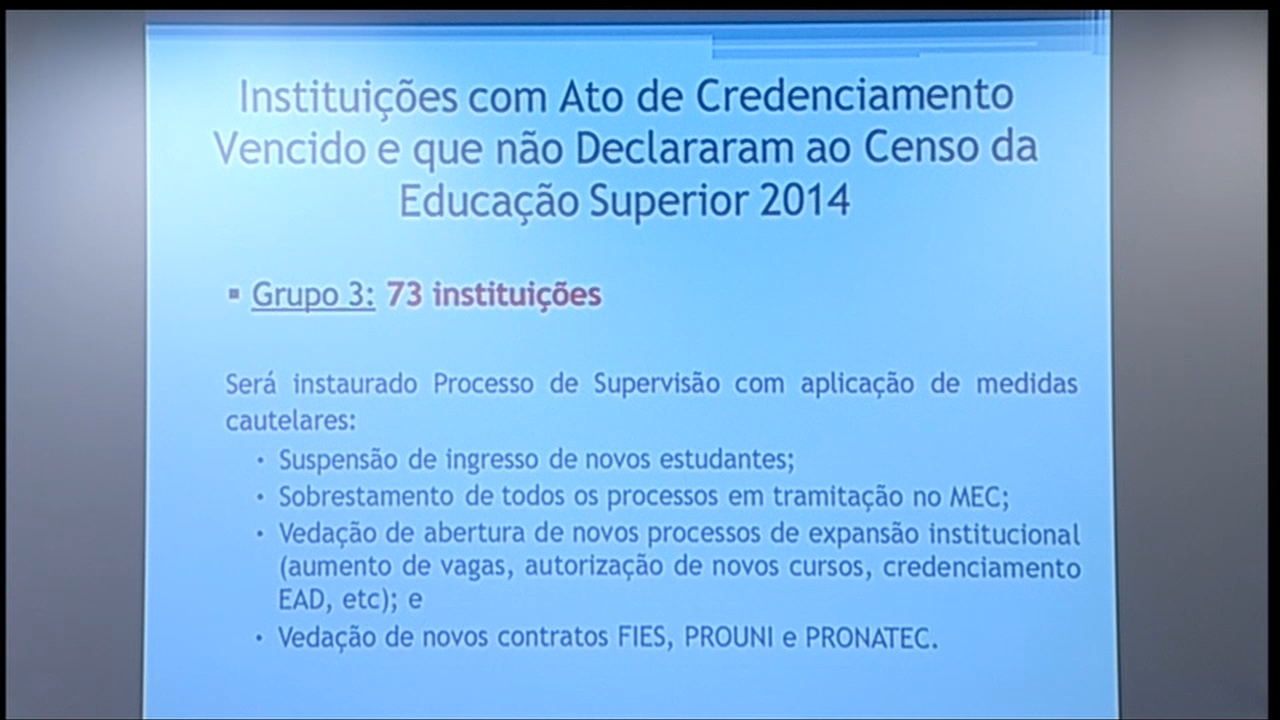 Instituições com Ato de Credenciamento
Vencido e que não Declararam ao Censo da
Educação Superior 2014
▪ Grupo 3: 73 instituições
Será instaurado Processo de Supervisão com aplicação de medidas
cautelares:
• Suspensão de ingresso de novos estudantes;
• Sobrestamento de todos os processos em tramitação no MEC;
• Vedação de abertura de novos processos de expansão institucional
(aumento de vagas, autorização de novos cursos, credenciamento
EAD, etc); e
• Vedação de novos contratos FIES, PROUNI e PRONATEC.